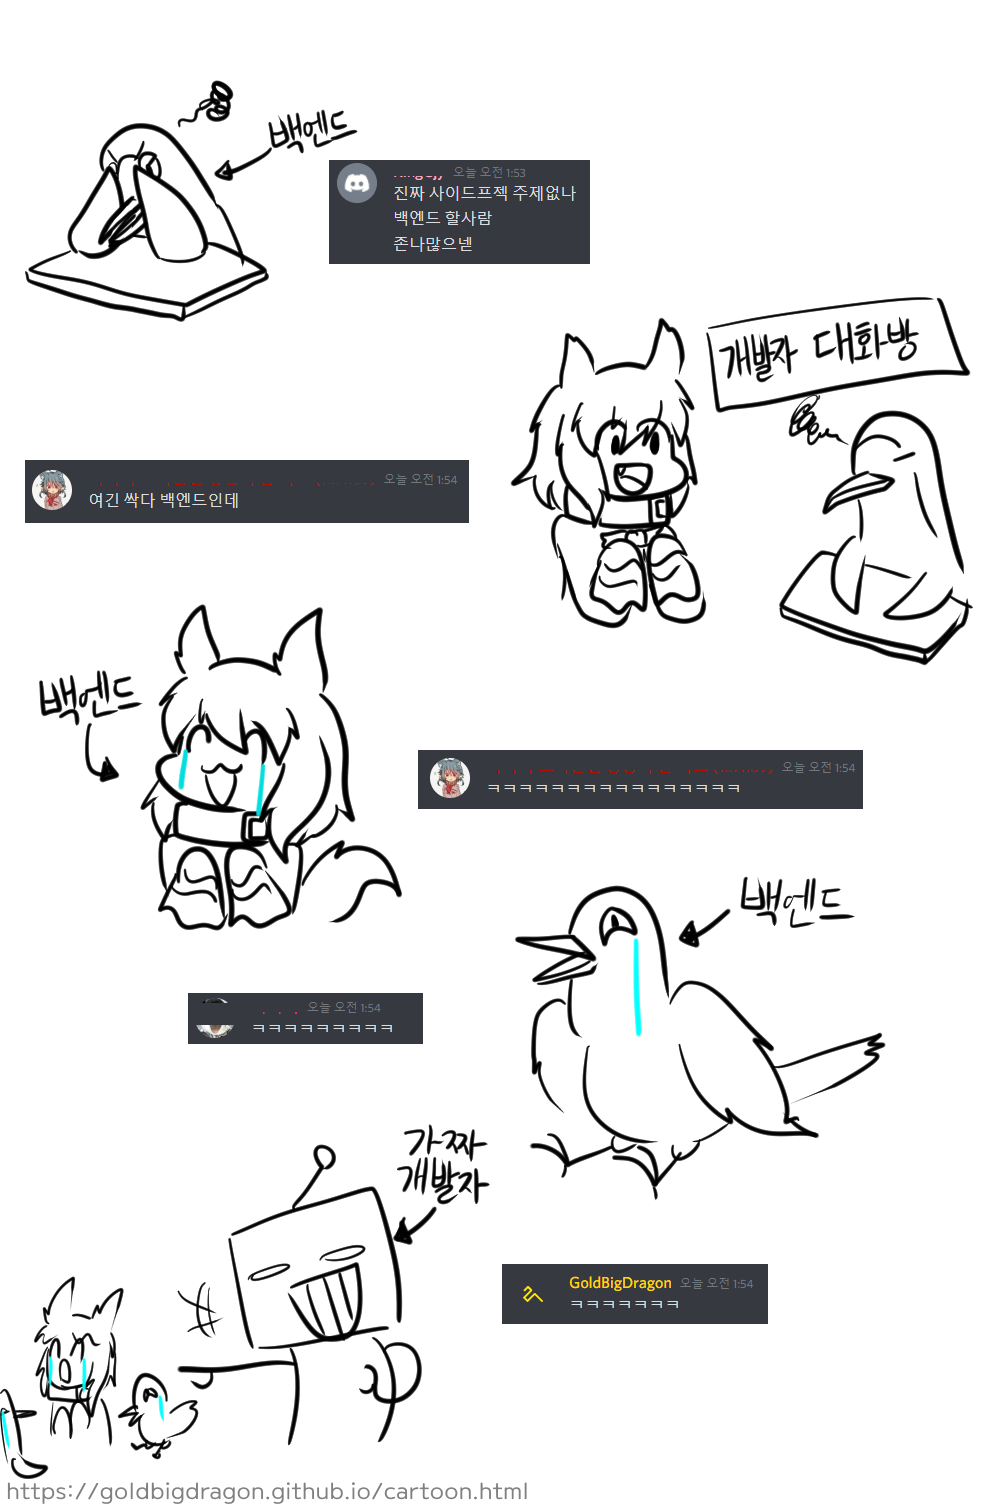 백엔드
오늘 오전 1:53
진짜 사이드프젝 주제없나
백엔드 할사람
존나많으넫
개발자 대화방
오늘 오전 1:54
여긴 싹다 백엔드인데
백엔드
오늘 오전 1:54
ㅋㅋㅋㅋㅋㅋㅋㅋㅋㅋㅋㅋㅋㅋㅋㅋ
백엔드
오늘 오전 1:54
ㅋㅋㅋㅋㅋㅋㅋㅋㅋ
가짜
개발자
GoldBigDragon 오늘 오전 1:54
ㅋㅋㅋㅋㅋㅋㅋ
https://goldbigdragon.github.io/cartoon.html